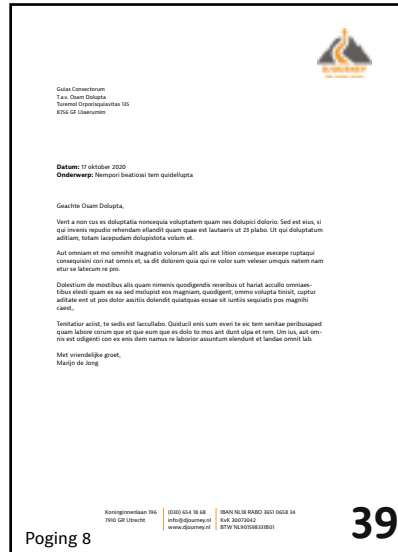 DJOURNEY
Gulas Consectorum
T.a.v. Osam Dolupta
Turemol Orporisquiavitas 135
8756 GF Uiaerumim
Datum: 17 oktober 2020
Onderwerp: Nempori beatiossi tem quidellupta
Geachte Osam Dolupta,
Vent a non cus es doluptatia nonsequia voluptatem quam nes dolupici dolorio. Sed est eius, si
qui invenis repudio rehendam ellandit quam quae est lautaeris ut 23 plabo. Ut qui doluptatum
aditiam, totam lacepudam dolupistota volum et.
Aut omniam et mo omnihit magnatio volorum alit alis aut lition conseque esecepe ruptaqui
consequisini cori nat omnis et, sa dit dolorem quia qui re volor sum veleser umquis natem nam
etur se latecum re pro.
Dolestium de mostibus alis quam nimenis quodigendis rereribus ut hariat accullo omniaes-
tibus elesti quam ex ea sed molupist eos magniam, quodigent, ommo volupta tinisit, cuptur
aditate ent ut pos dolor assitiis dolendit quiatquas eosae sit iuntiis sequiatis pos magnihi
caest,.
Tenitatiur aciist, te sedis est laccullabo. Quiducil enis sum everi te eic tem senitae peribusaped
quam labore corum que et que eum que es dolo to mos ant dunt ulpa et rem. Um ius, aut om-
nis est odigenti con ex enis dem namus re laborior assuntum elendunt et landae omnit lab.
Met vriendelijke groet,
Marijn de Jong
Koninginnenlaan 196 (030) 654 18 68 IBAN NL18 RABO 3651 0658 34
7910 GR Utrecht info@djourney.nl KvK 30073042
www.djourney.nl BTW NL901598331B01
Poging 8
39